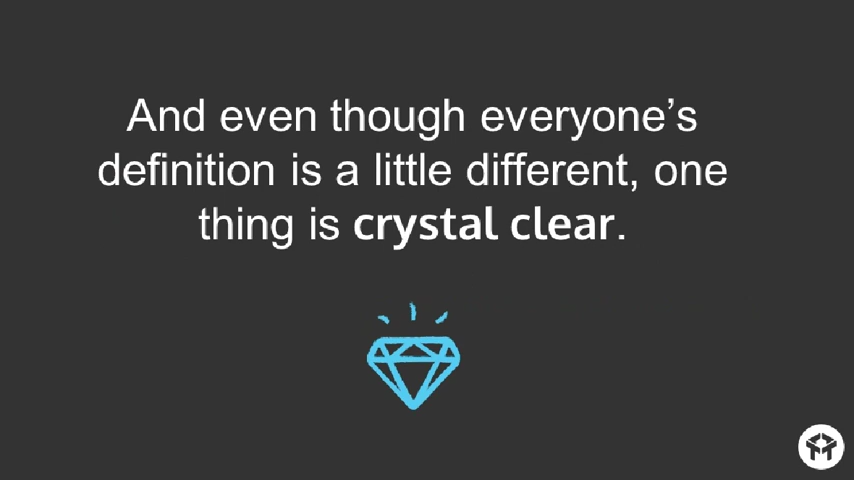 And even though everyone’s
definition is a little different, one
thing is crystal clear.